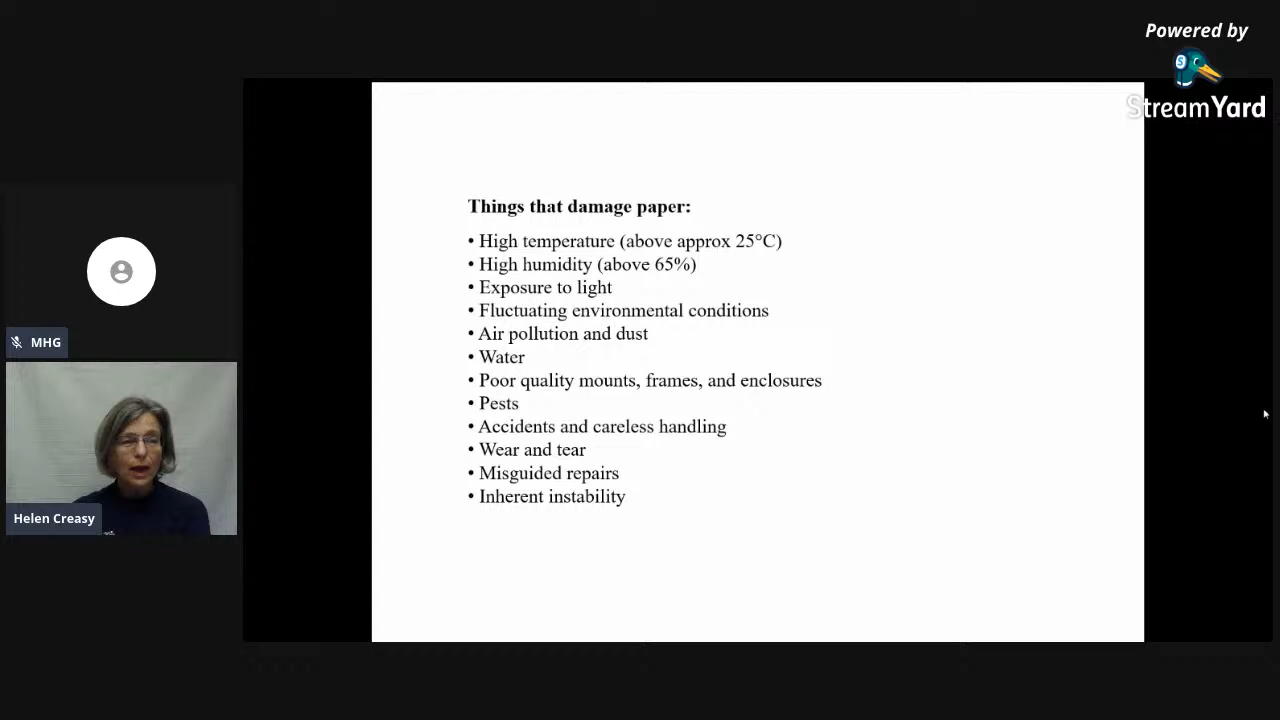 Powered by
StreamYard
Things that damage paper:
• High temperature (above approx 25°C)
• High humidity (above 65%)
• Exposure to light
• Fluctuating environmental conditions
• Air pollution and dust
• Water
• Poor quality mounts, frames, and enclosures
• Pests
• Accidents and careless handling
• Wear and tear
• Misguided repairs
• Inherent instability
MHG
Helen Creasy